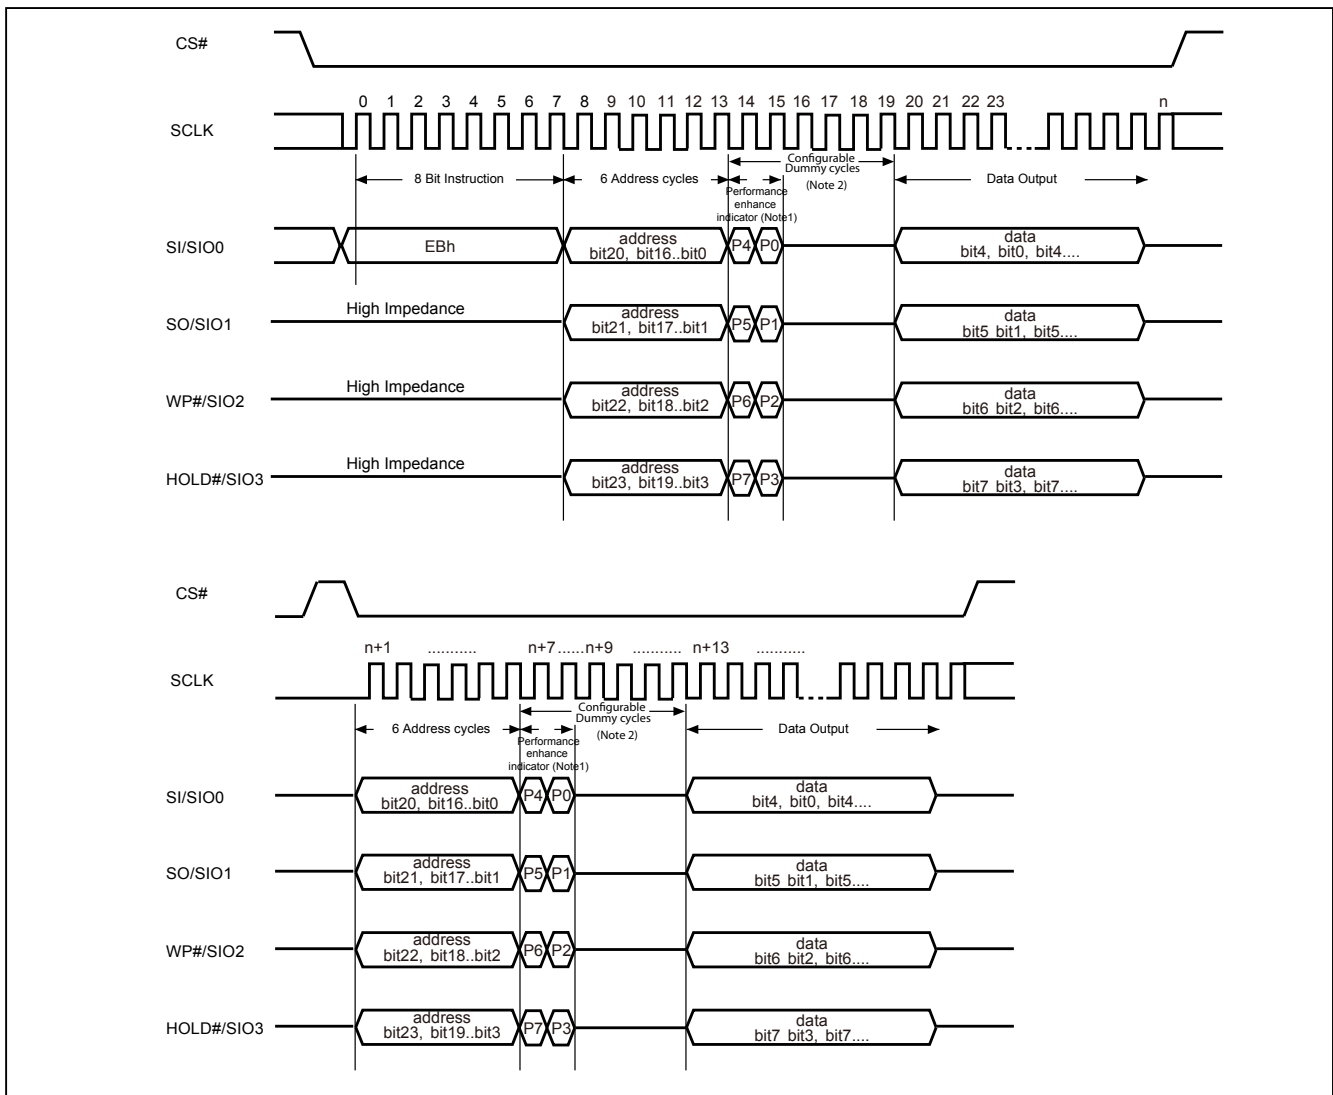 CS#
0 1 2 3 4 5 6 7 8 9 10 11 12 13 14 15 16 17 18 19 20 21 22 23 n
SCLK
Configurable
Dummy cycles
(Note 2)
8 Bit Instruction
6 Address cycles
Data Output
Performance
enhance
indicator (Note1)
SI/SIO0
EBh
address
bit20, bit16..bit0
P4 P0
data
bit4, bit0, bit4....
SO/SIO1
High Impedance
address
bit21, bit17..bit1
P5 P1
data
bit5 bit1, bit5....
WP#/SIO2
High Impedance
address
bit22, bit18..bit2
P6 P2
data
bit6 bit2, bit6....
HOLD#/SIO3
High Impedance
address
bit23, bit19..bit3
P7 P3
data
bit7 bit3, bit7....
CS#
n+1 ........... n+7......n+9 ........... n+13 ...........
SCLK
Configurable
Dummy cycles
(Note 2)
6 Address cycles
Data Output
Performance
enhance
indicator (Note1)
SI/SIO0
address
bit20, bit16..bit0
P4 P0
data
bit4, bit0, bit4....
SO/SIO1
address
bit21, bit17..bit1
P5 P1
data
bit5 bit1, bit5....
WP#/SIO2
address
bit22, bit18..bit2
P6 P2
data
bit6 bit2, bit6....
HOLD#/SIO3
address
bit23, bit19..bit3
P7 P3
data
bit7 bit3, bit7....